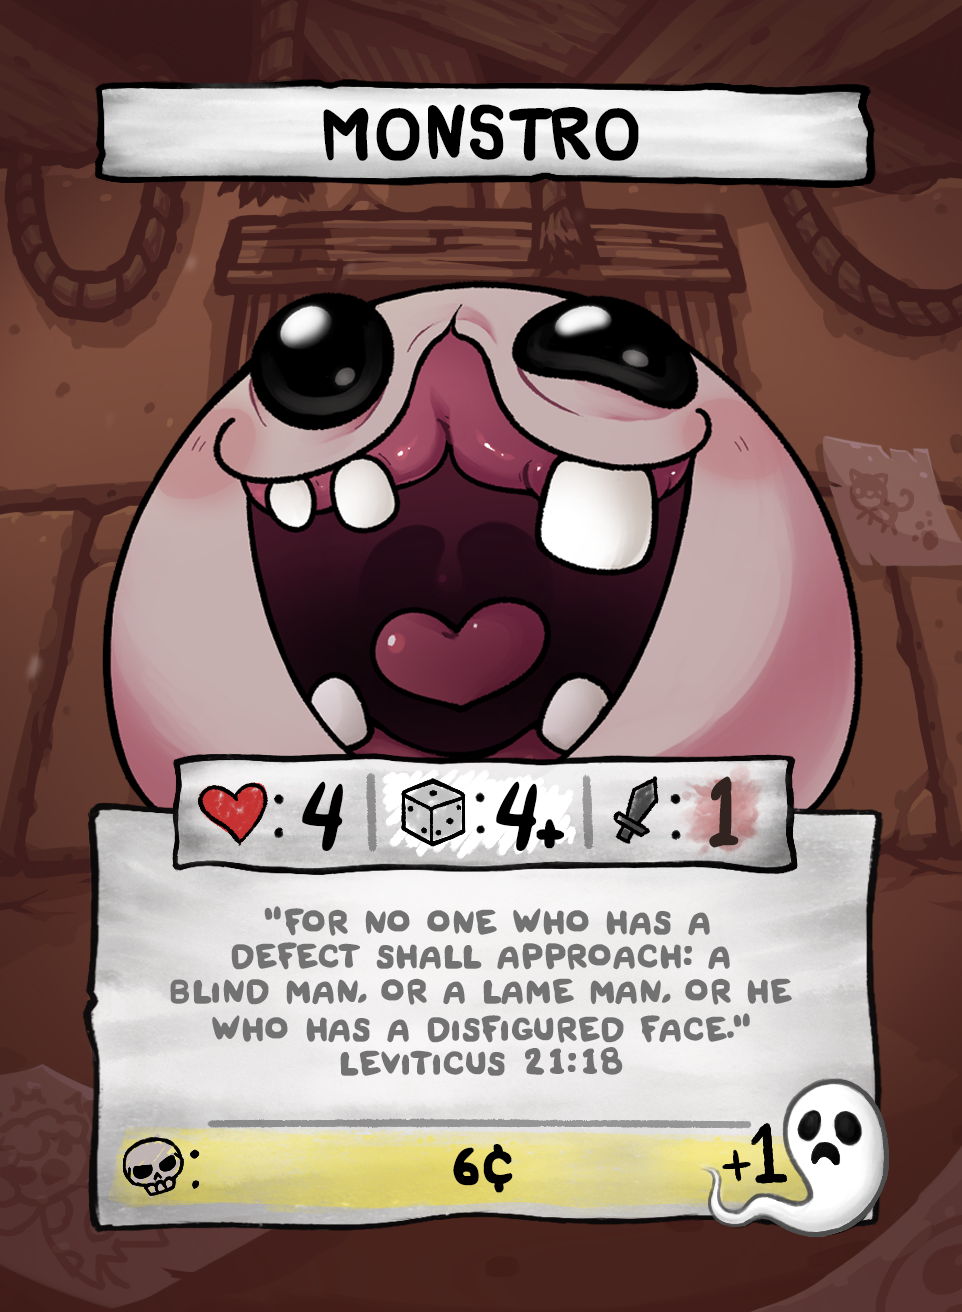 MONSTRO
: 4 : 4+ : 1
"FOR NO ONE WHO HAS A
DEFECT SHALL APPROACH: A
BLIND MAN, OR A LAME MAN, OR HE
WHO HAS A DISFIGURED FACE."
LEVITICUS 21:18
: 6¢ +1